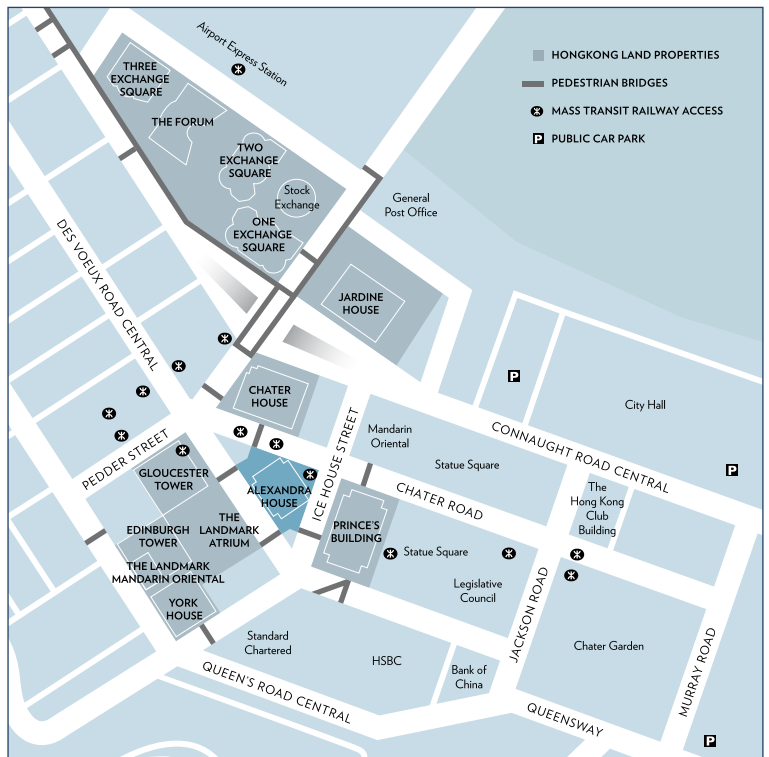 Airport Express Station
HONGKONG LAND PROPERTIES
PEDESTRIAN BRIDGES
MASS TRANSIT RAILWAY ACCESS
P
PUBLIC CAR PARK
THREE
EXCHANGE
SQUARE
THE FORUM
TWO
EXCHANGE
SQUARE
Stock
Exchange
ONE
EXCHANGE
SQUARE
General
Post Office
JARDINE
HOUSE
DES VOEUX ROAD CENTRAL
CHATER
HOUSE
P
City Hall
ICE HOUSE STREET
Mandarin
Oriental
CONNAUGHT ROAD CENTRAL
Statue Square
P
PEDDER STREET
GLOUCESTER
TOWER
ALEXANDRA
HOUSE
CHATER ROAD
The
Hong Kong
Club
Building
EDINBURGH
TOWER
THE
LANDMARK
ATRIUM
PRINCE'S
BUILDING
Statue Square
THE LANDMARK
MANDARIN ORIENTAL
Legislative
Council
YORK
HOUSE
JACKSON ROAD
Standard
Chartered
HSBC
Bank of
China
Chater Garden
MURRAY ROAD
QUEEN'S ROAD CENTRAL
QUEENSWAY
P